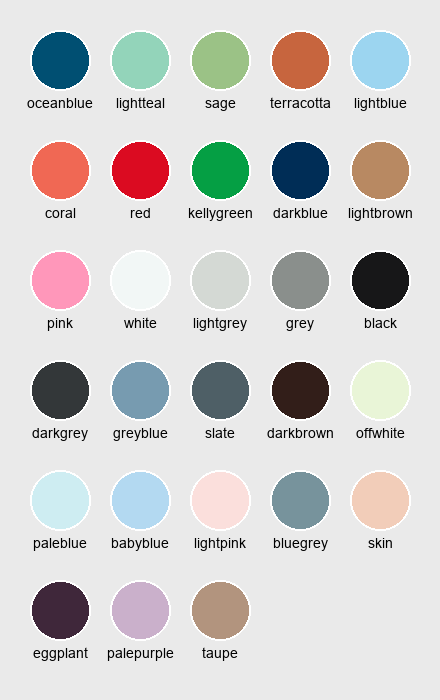 oceanblue lightteal sage terracotta lightblue
coral red kellygreen darkblue lightbrown
pink white lightgrey grey black
darkgrey greyblue slate darkbrown offwhite
paleblue babyblue lightpink bluegrey skin
eggplant palepurple taupe